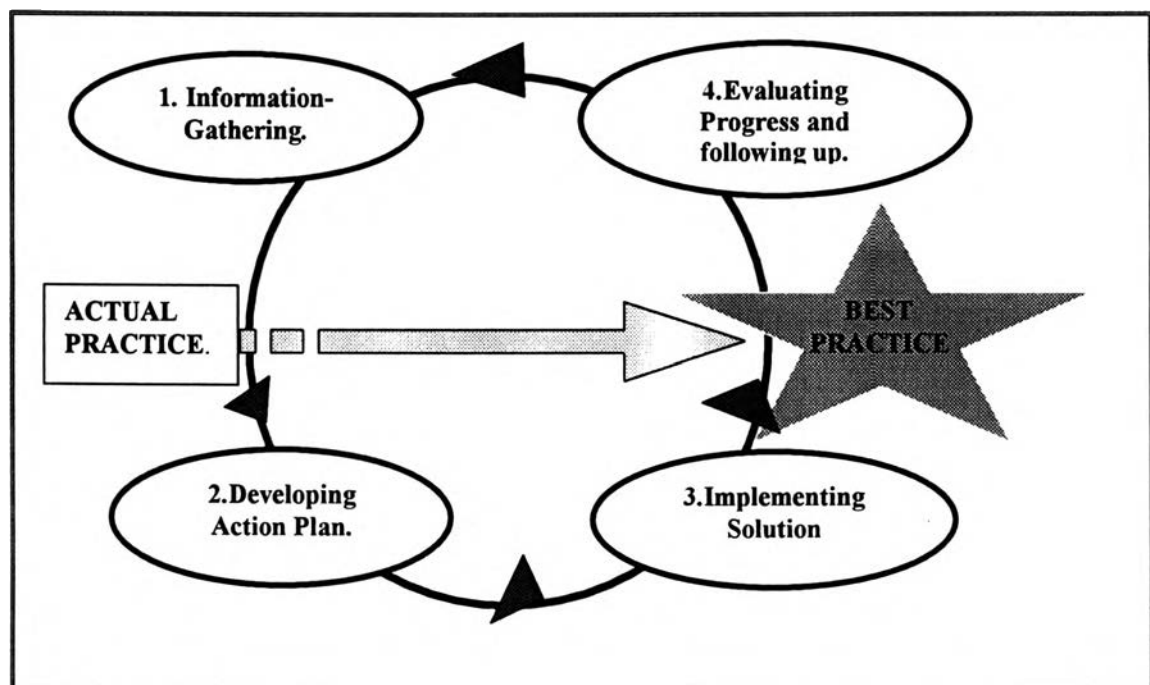 1. Information-
Gathering.
4.Evaluating
Progress and
following up.
ACTUAL
PRACTICE.
BEST
PRACTICE
2.Developing
Action Plan.
3.Implementing
Solution